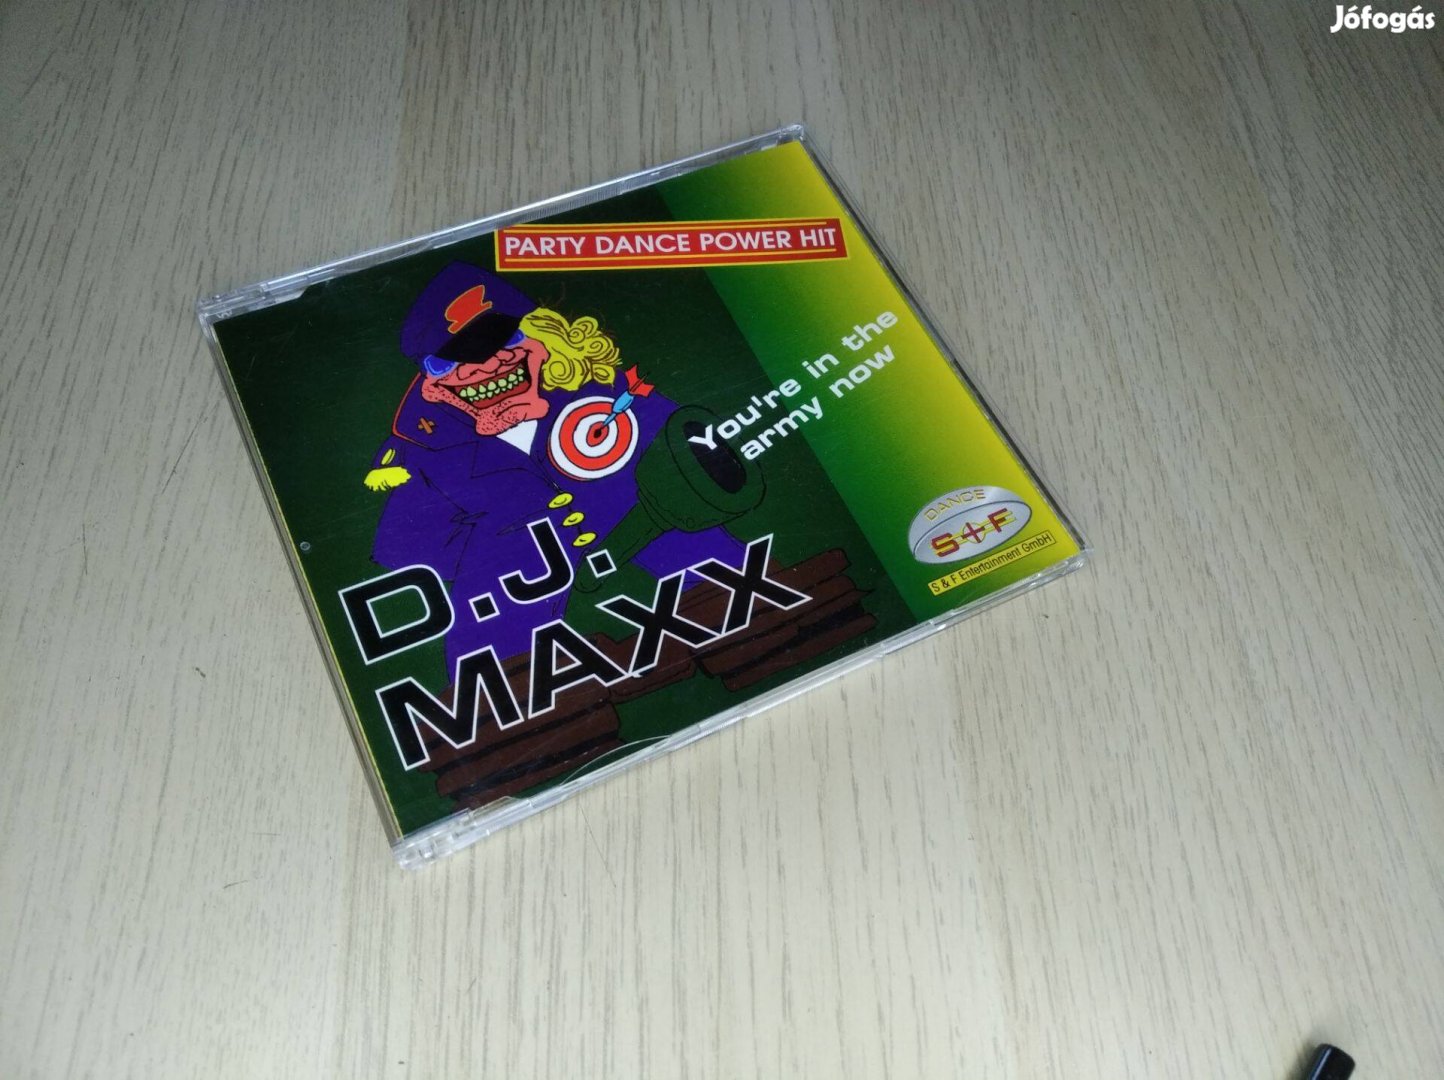 Jófogás
PARTY DANCE POWER HIT
You're in the
army now
D.J.
MAXX
DANCE
S+F
S & F Entertainment GmbH